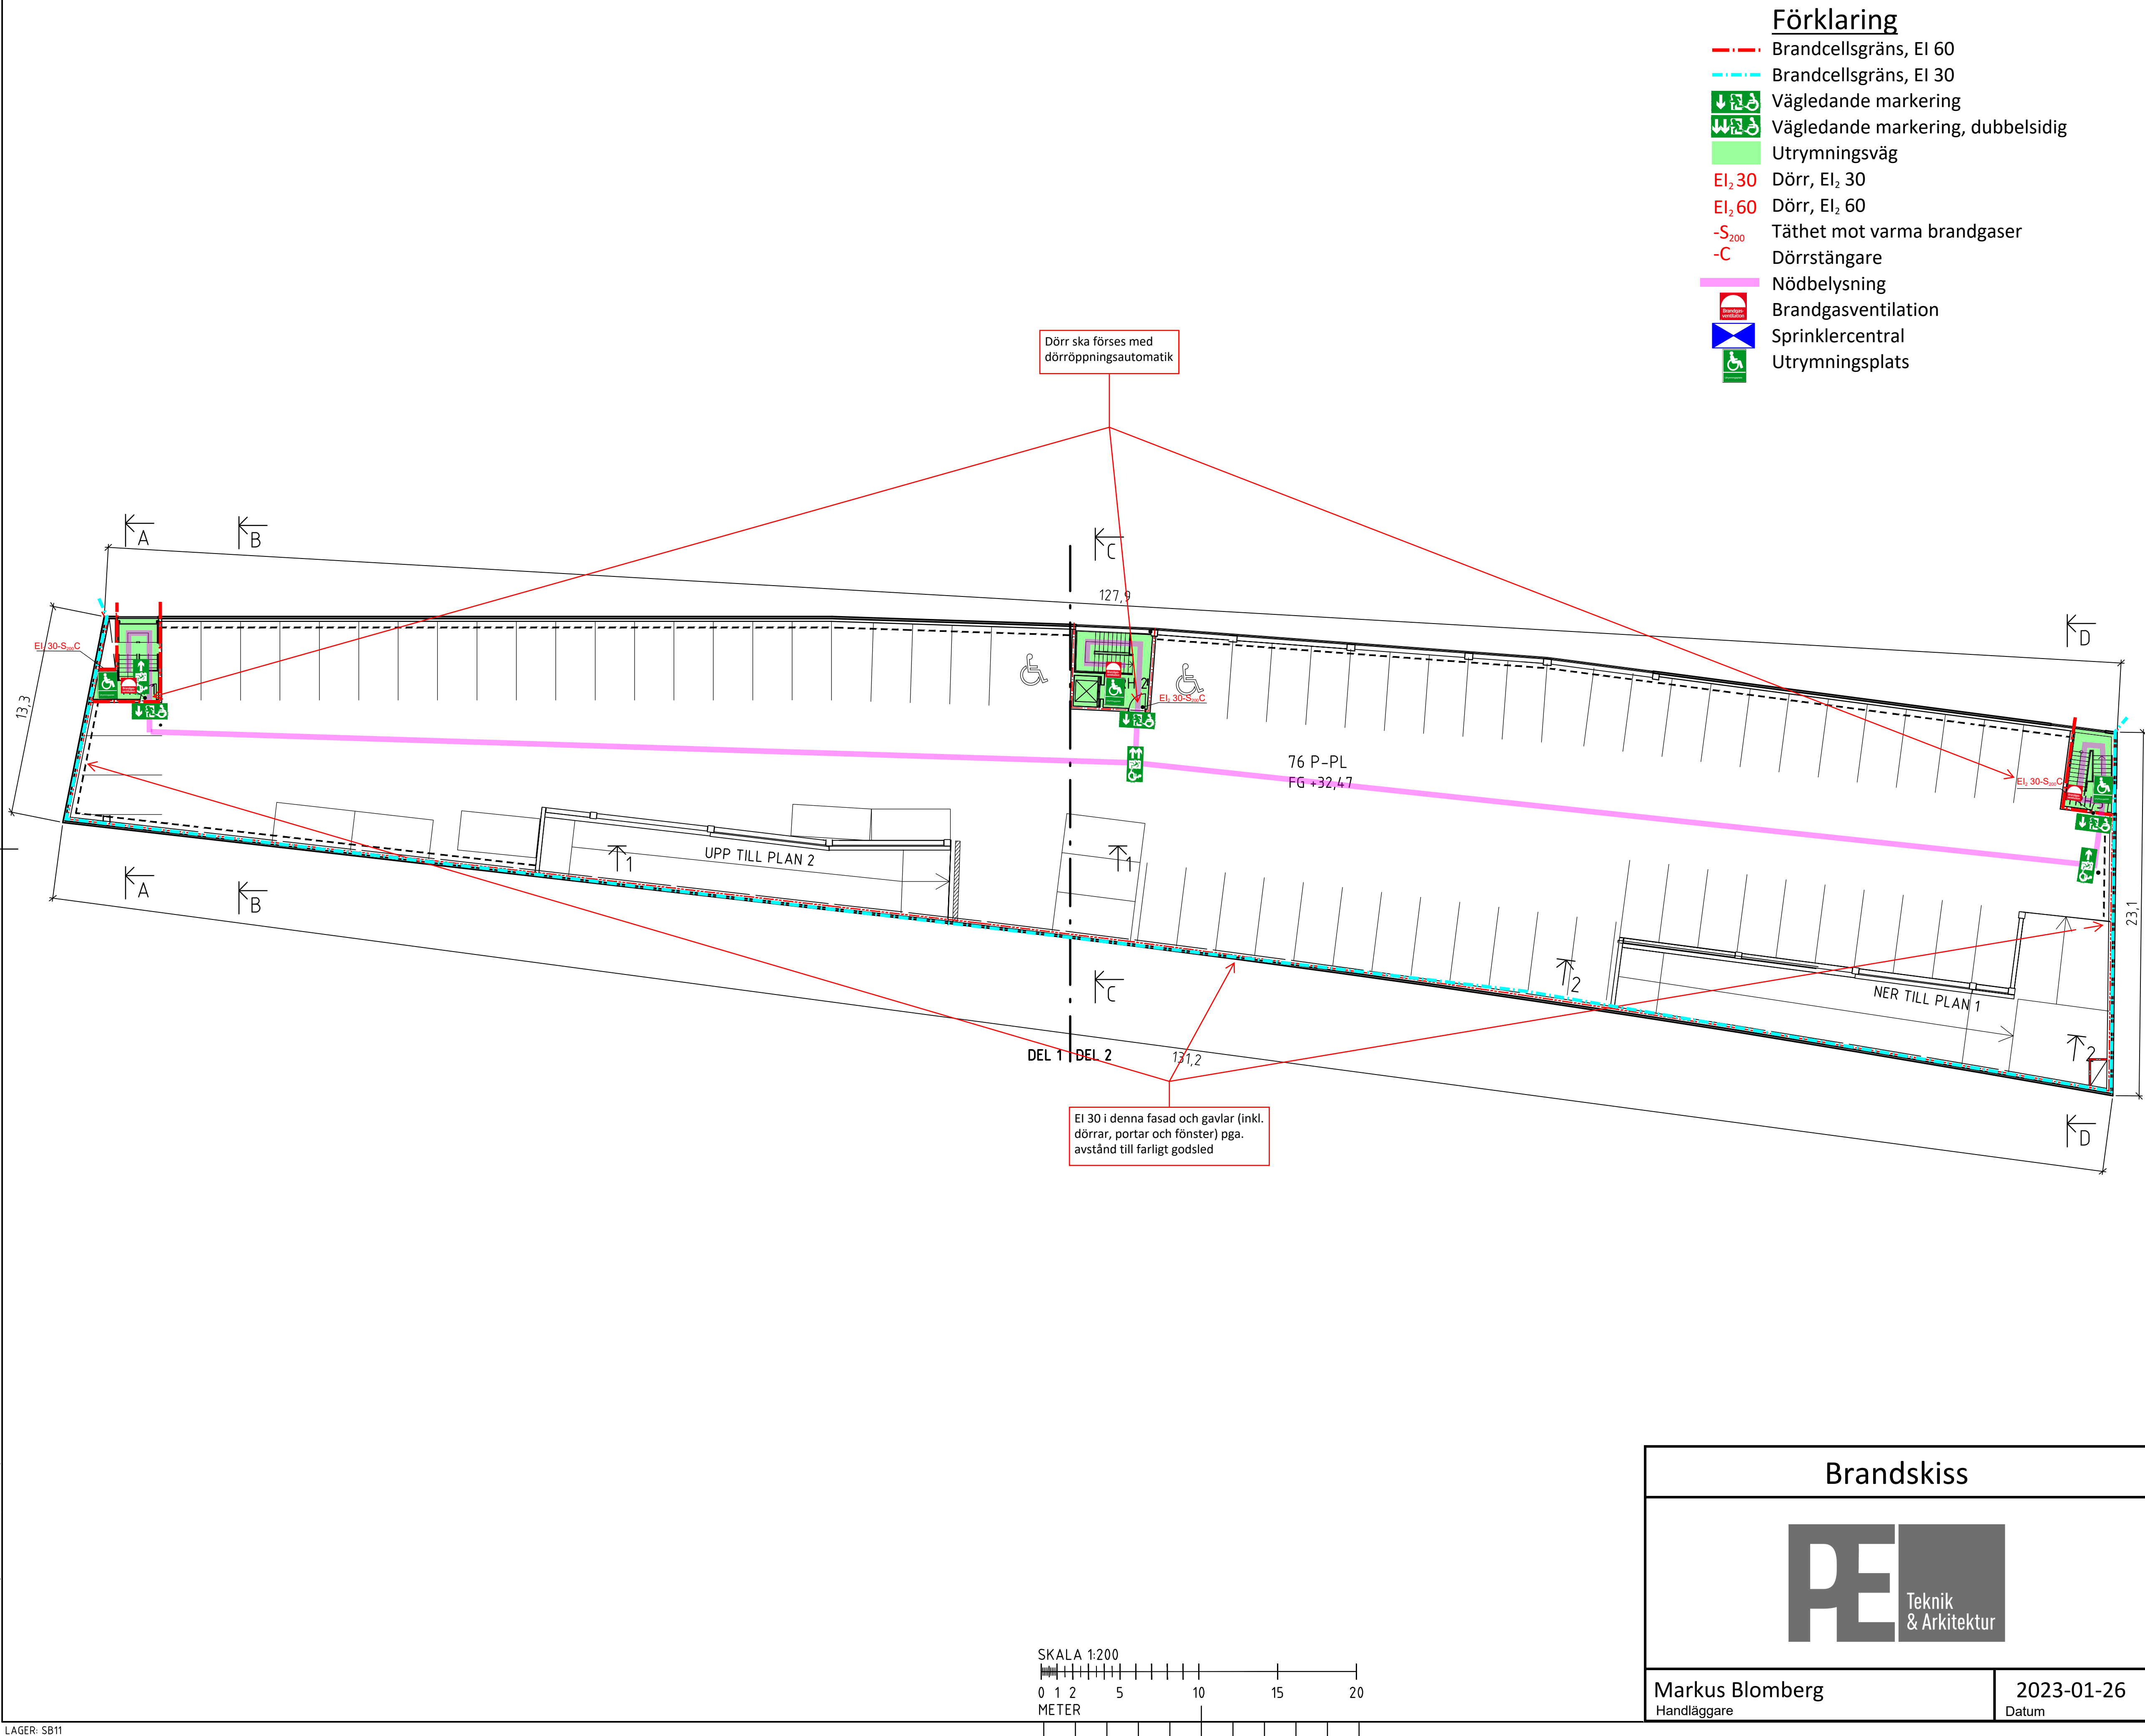 Förklaring
Brandcellsgräns, EI 60
Brandcellsgräns, EI 30
Vägledande markering
Vägledande markering, dubbelsidig
Utrymningsväg
EI₂ 30 Dörr, EI₂ 30
EI₂ 60 Dörr, EI₂ 60
-S₂₀₀ Täthet mot varma brandgaser
-C Dörrstängare
Nödbelysning
Brandgas-
ventilation
Brandgasventilation
Sprinklercentral
Utrymningsplats
Dörr ska förses med
dörröppningsautomatik
A
B
C
127,9
D
EI₂ 30-S₂₀₀C
13,3
EI₂ 30-S₂₀₀C
76 P-PL
FG +32,47
EI₂ 30-S₂₀₀C
UPP TILL PLAN 2
1
1
A
B
23,1
2
NER TILL PLAN 1
C
2
DEL 1 DEL 2
131,2
D
EI 30 i denna fasad och gavlar (inkl.
dörrar, portar och fönster) pga.
avstånd till farligt godsled
Brandskiss
PE
Teknik
& Arkitektur
Markus Blomberg
Handläggare
2023-01-26
Datum
SKALA 1:200
0 1 2 5 10 15 20
METER
LAGER: SB11